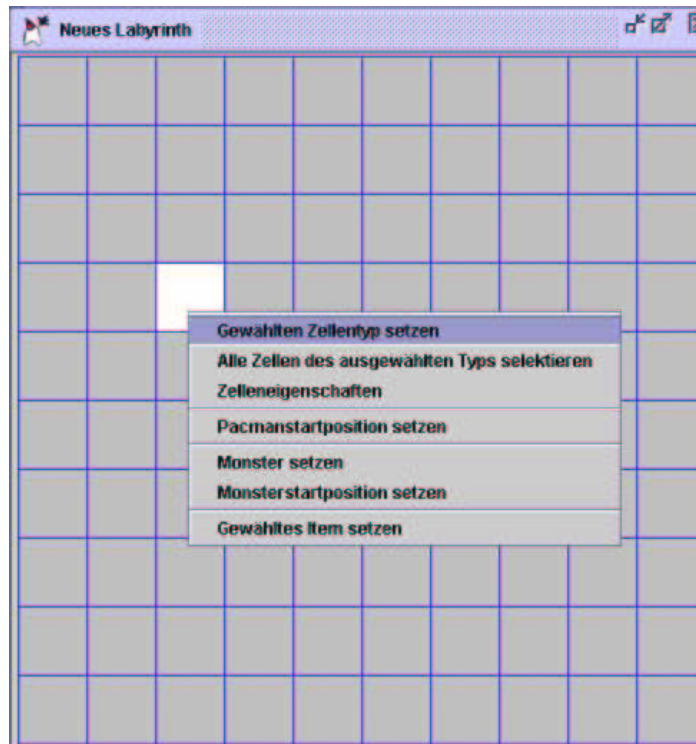 Neues Labyrinth
Gewählten Zellentyp setzen
Alle Zellen des ausgewählten Typs selektieren
Zelleneigenschaften
Pacmanstartposition setzen
Monster setzen
Monsterstartposition setzen
Gewähltes Item setzen